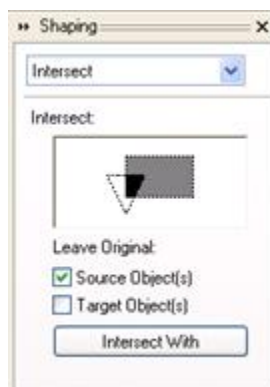 Shaping
Intersect
Intersect:
Leave Original:
Source Object(s)
Target Object(s)
Intersect With